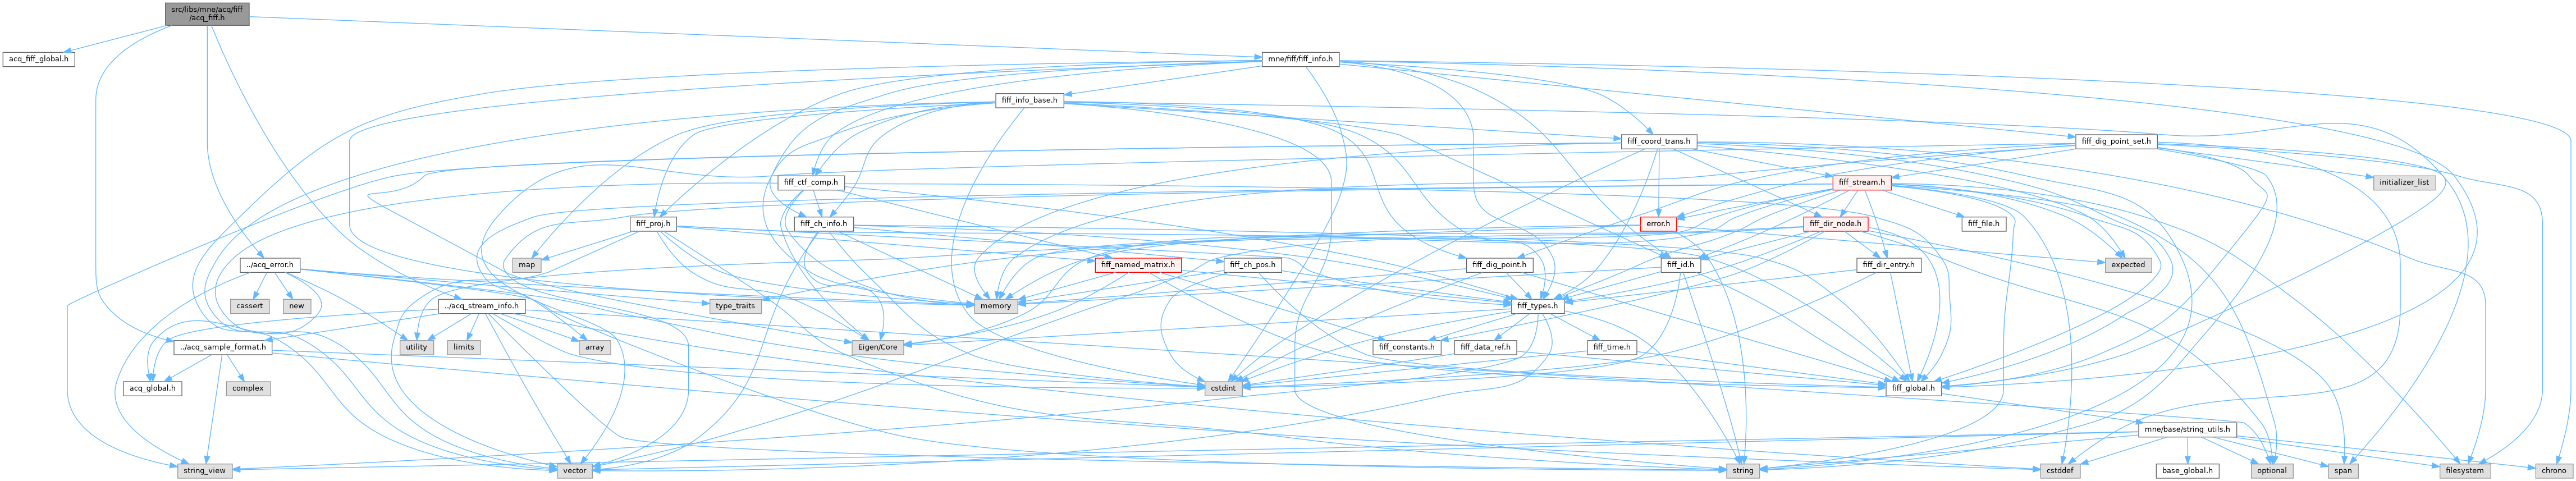 src/libs/mne/acq/fiff
/acq_fiff.h
acq_fiff_global.h
mne/fiff/fiff_info.h
fiff_info_base.h
fiff_coord_trans.h
fiff_dig_point_set.h
fiff_ctf_comp.h
fiff_stream.h
initializer_list
fiff_proj.h
fiff_ch_info.h
error.h
fiff_dir_node.h
fiff_file.h
../acq_error.h
map
fiff_named_matrix.h
fiff_ch_pos.h
fiff_dig_point.h
fiff_id.h
fiff_dir_entry.h
expected
cassert
new
../acq_stream_info.h
type_traits
memory
fiff_types.h
../acq_sample_format.h
utility
limits
array
Eigen/Core
fiff_constants.h
fiff_data_ref.h
fiff_time.h
acq_global.h
complex
cstdint
fiff_global.h
mne/base/string_utils.h
string_view
vector
string
cstddef
base_global.h
optional
span
filesystem
chrono